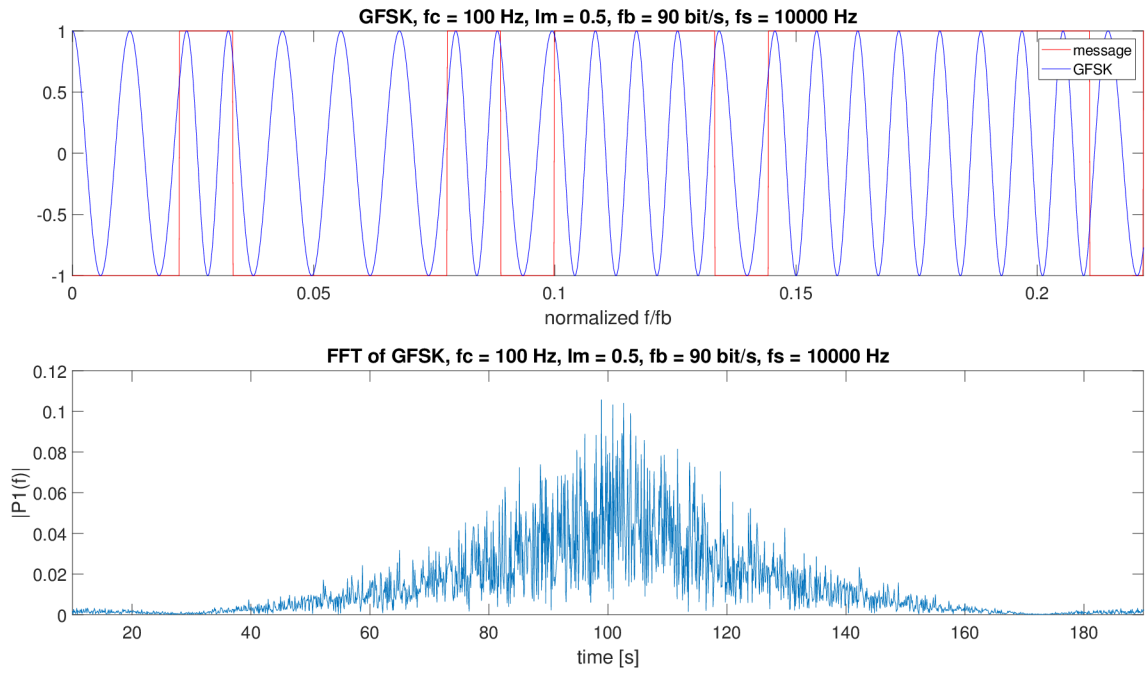 GFSK, fc = 100 Hz, Im = 0.5, fb = 90 bit/s, fs = 10000 Hz
1
0.5
0
-0.5
-1
message
GFSK
0 0.05 0.1 0.15 0.2
normalized f/fb
FFT of GFSK, fc = 100 Hz, Im = 0.5, fb = 90 bit/s, fs = 10000 Hz
0.12
0.1
0.08
0.06
0.04
0.02
0
|P1(f)|
20 40 60 80 100 120 140 160 180
time [s]